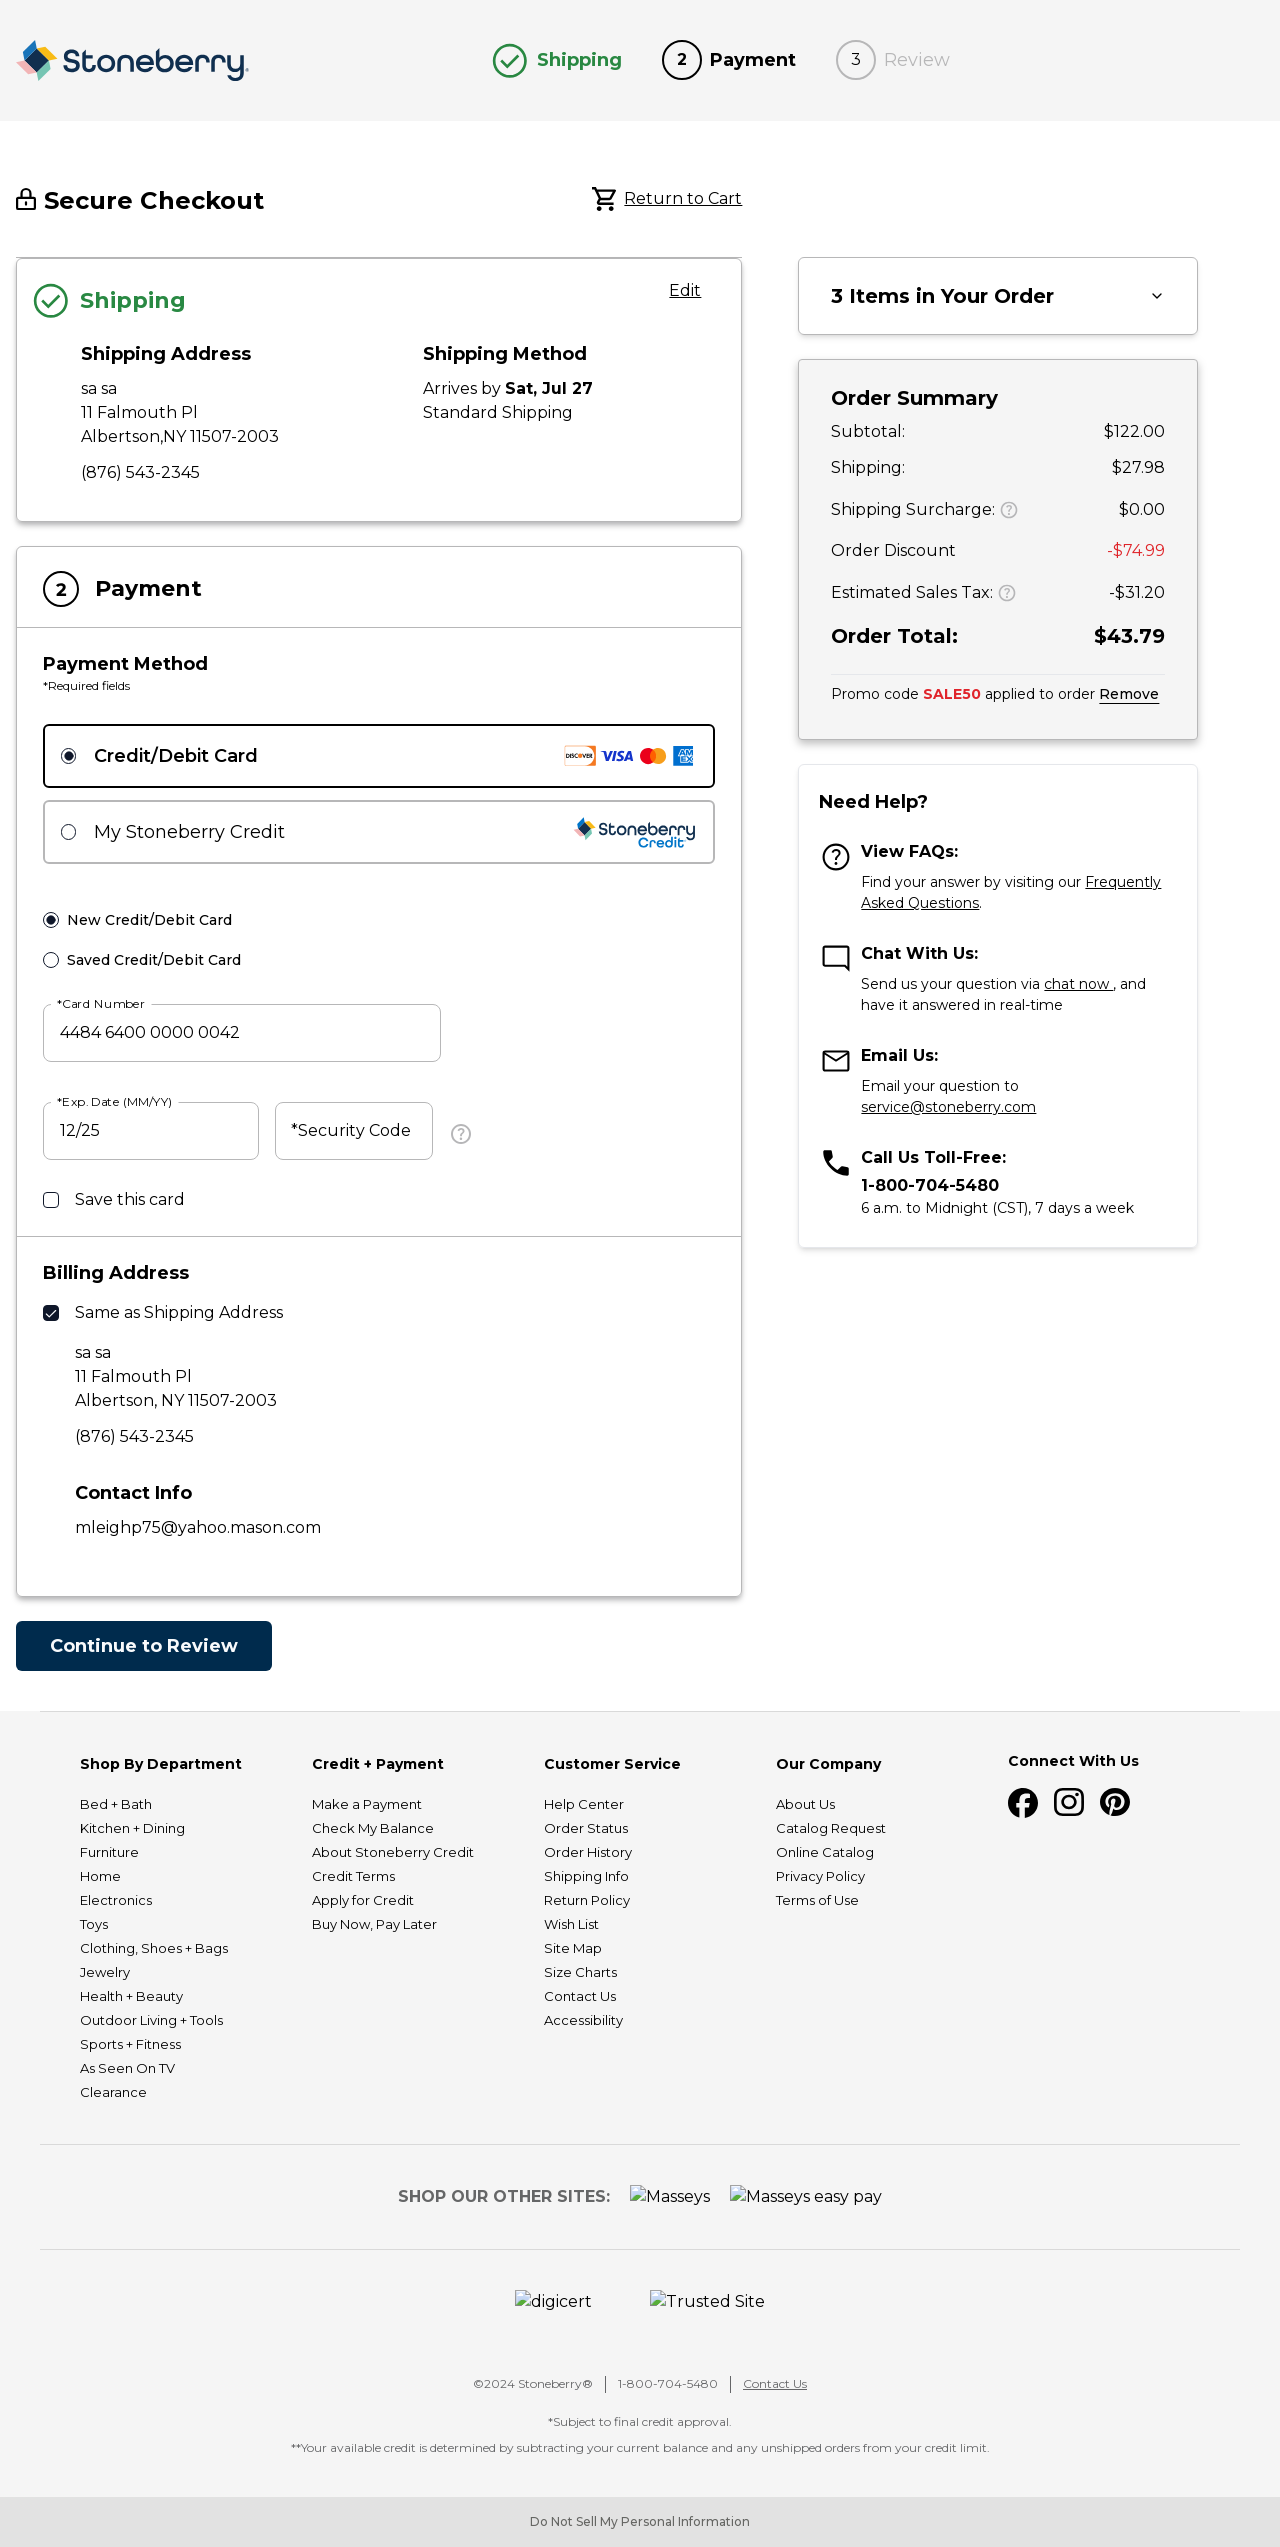 Stoneberry
Shipping
2 Payment
3 Review
Secure Checkout
Return to Cart
Shipping
Edit
Shipping Address
sa sa
11 Falmouth Pl
Albertson,NY 11507-2003
(876) 543-2345
Shipping Method
Arrives by Sat, Jul 27
Standard Shipping
2 Payment
Payment Method
*Required fields
Credit/Debit Card
DISCOVER VISA AM EX
My Stoneberry Credit
Stoneberry
Credit
New Credit/Debit Card
Saved Credit/Debit Card
*Card Number
4484 6400 0000 0042
*Exp. Date (MM/YY)
12/25
*Security Code
?
Save this card
Billing Address
Same as Shipping Address
sa sa
11 Falmouth Pl
Albertson, NY 11507-2003
(876) 543-2345
Contact Info
mleighp75@yahoo.mason.com
Continue to Review
3 Items in Your Order
Order Summary
Subtotal: $122.00
Shipping: $27.98
Shipping Surcharge: ? $0.00
Order Discount -$74.99
Estimated Sales Tax: ? -$31.20
Order Total: $43.79
Promo code SALE50 applied to order Remove
Need Help?
? View FAQs:
Find your answer by visiting our Frequently
Asked Questions.
Chat With Us:
Send us your question via chat now , and
have it answered in real-time
Email Us:
Email your question to
service@stoneberry.com
Call Us Toll-Free:
1-800-704-5480
6 a.m. to Midnight (CST), 7 days a week
Shop By Department
Bed + Bath
Kitchen + Dining
Furniture
Home
Electronics
Toys
Clothing, Shoes + Bags
Jewelry
Health + Beauty
Outdoor Living + Tools
Sports + Fitness
As Seen On TV
Clearance
Credit + Payment
Make a Payment
Check My Balance
About Stoneberry Credit
Credit Terms
Apply for Credit
Buy Now, Pay Later
Customer Service
Help Center
Order Status
Order History
Shipping Info
Return Policy
Wish List
Site Map
Size Charts
Contact Us
Accessibility
Our Company
About Us
Catalog Request
Online Catalog
Privacy Policy
Terms of Use
Connect With Us
SHOP OUR OTHER SITES: Masseys Masseys easy pay
digicert Trusted Site
©2024 Stoneberry® | 1-800-704-5480 | Contact Us
*Subject to final credit approval.
**Your available credit is determined by subtracting your current balance and any unshipped orders from your credit limit.
Do Not Sell My Personal Information